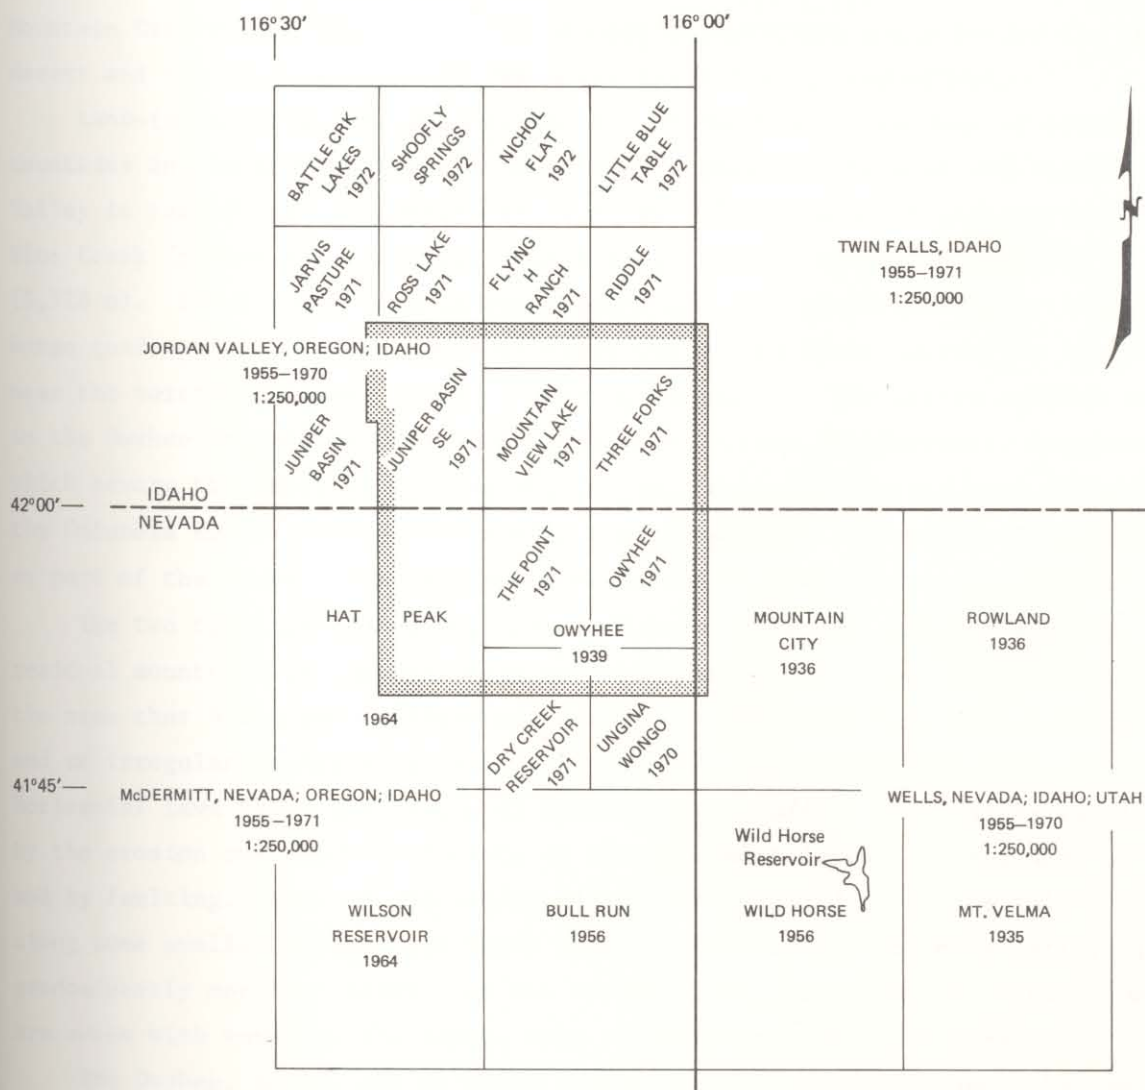 116°30′
116°00′
BATTLE CRK
LAKES
1972
SHOOFLY
SPRINGS
1972
NICHOL
FLAT
1972
LITTLE BLUE
TABLE
1972
JARVIS
PASTURE
1971
ROSS LAKE
1971
FLYING
H
RANCH
1971
RIDDLE
1971
TWIN FALLS, IDAHO
1955–1971
1:250,000
N
JORDAN VALLEY, OREGON; IDAHO
1955–1970
1:250,000
JUNIPER
BASIN
1971
JUNIPER BASIN
SE
1971
MOUNTAIN
VIEW LAKE
1971
THREE FORKS
1971
42°00′
IDAHO
NEVADA
THE POINT
1971
OWYHEE
1971
HAT PEAK
1964
OWYHEE
1939
MOUNTAIN
CITY
1936
ROWLAND
1936
DRY CREEK
RESERVOIR
1971
UNGINA
WONGO
1970
41°45′
McDERMITT, NEVADA; OREGON; IDAHO
1955–1971
1:250,000
WELLS, NEVADA; IDAHO; UTAH
1955–1970
1:250,000
Wild Horse
Reservoir
WILSON
RESERVOIR
1964
BULL RUN
1956
WILD HORSE
1956
MT. VELMA
1935